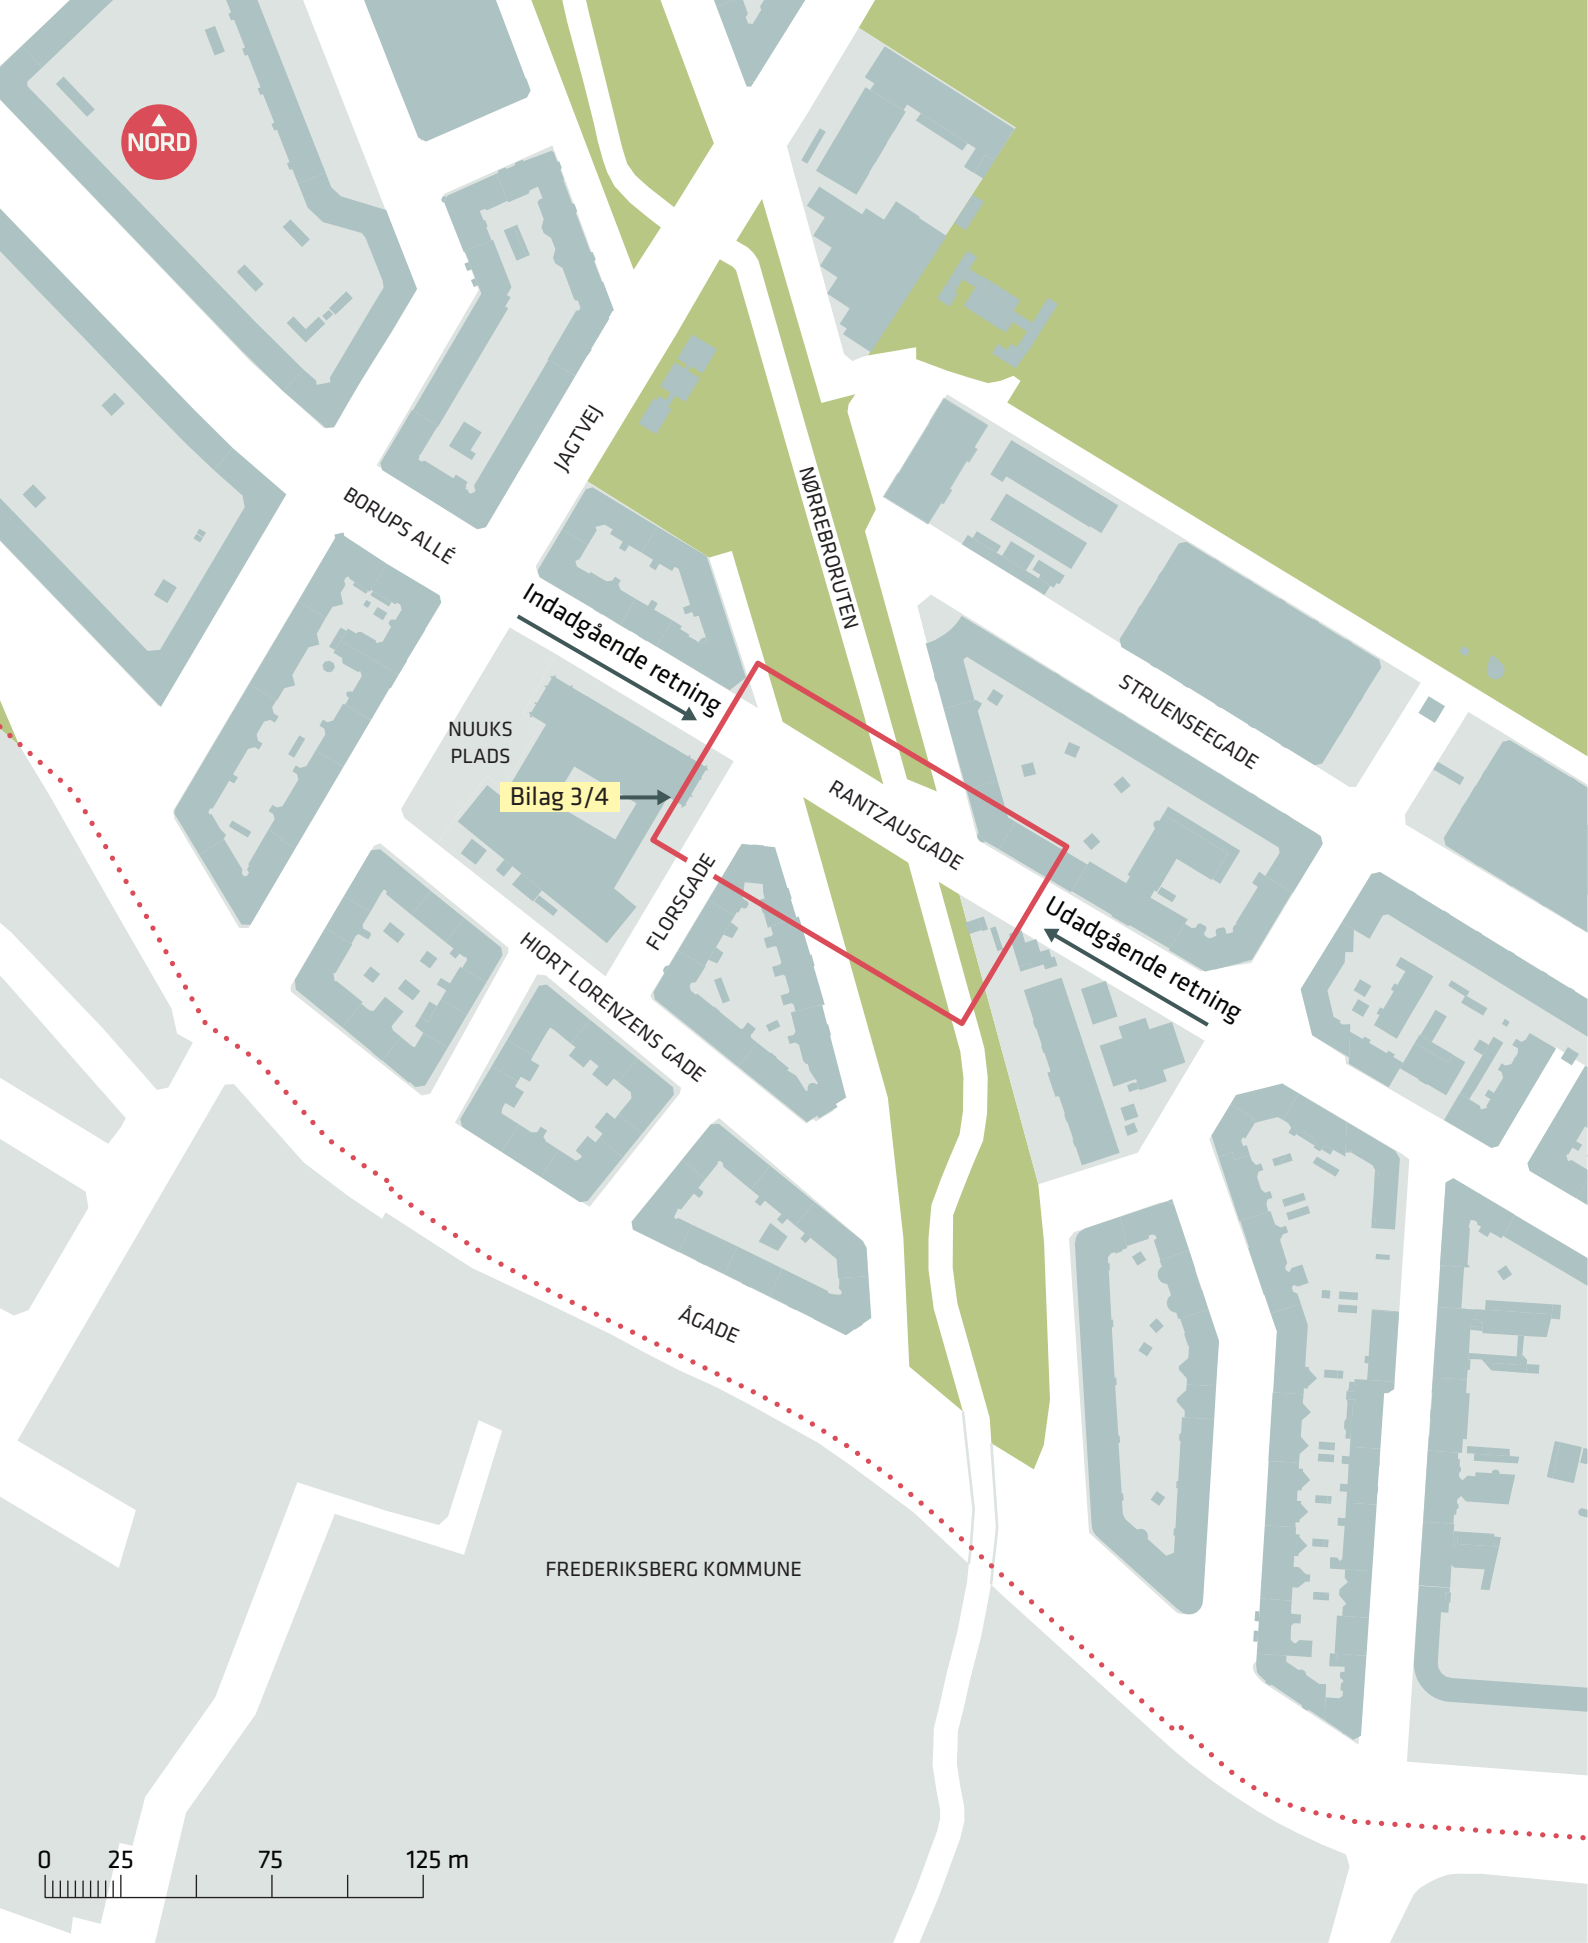 NORD
JAGTVEJ
BORUPS ALLÉ
NØRREBRORUTEN
Indadgående retning
STRUENSEEGADE
NUUKS
PLADS
Bilag 3/4
RANTZAUSGADE
FLORSGADE
Udadgående retning
HIORT LORENZENS GADE
ÅGADE
FREDERIKSBERG KOMMUNE
0 25 75 125 m